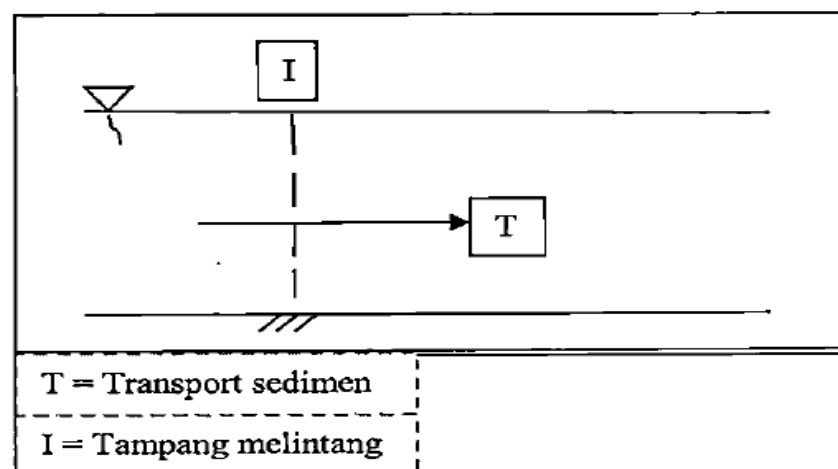 I
T
T = Transport sedimen
I = Tampang melintang